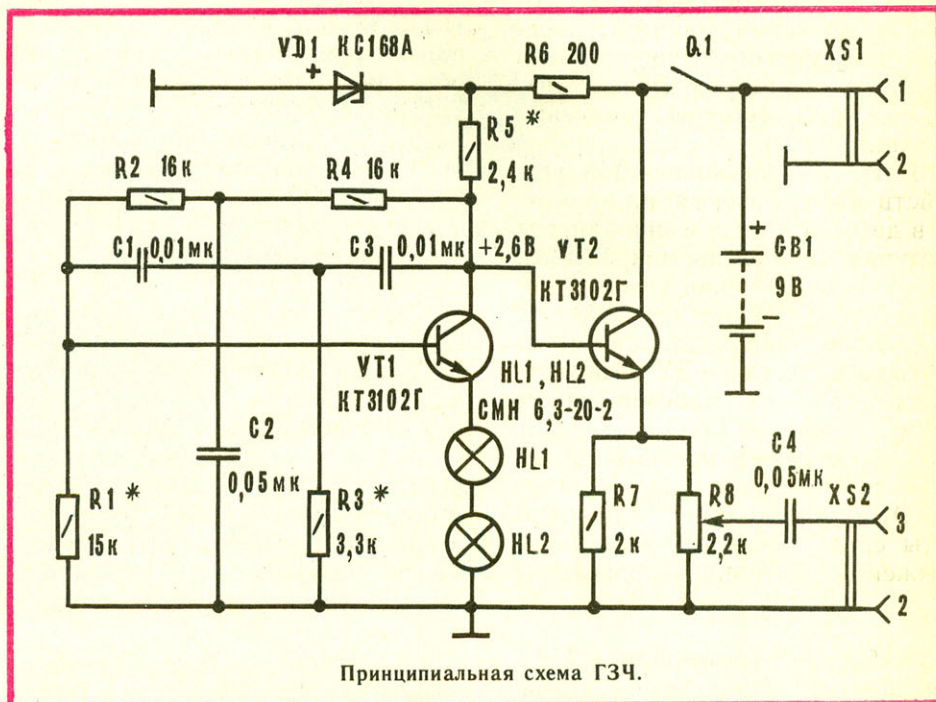 VD1 КС168А
+
R6 200
Q.1
XS1
1
2
R5 *
2,4к
R2 16к
R4 16к
C1 0,01мк
C3 0,01мк
+2,6В
VT2
КТ3102Г
+
GB1
9В
−
VT1
КТ3102Г
HL1, HL2
СМН 6,3-20-2
HL1
HL2
C2
0,05мк
R1 *
15к
R3 *
3,3к
R7
2к
R8
2,2к
C4
0,05мк
XS2
3
2
Принципиальная схема ГЗЧ.